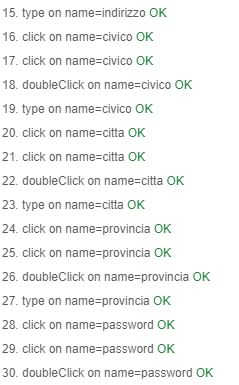 15. type on name=indirizzo OK
16. click on name=civico OK
17. click on name=civico OK
18. doubleClick on name=civico OK
19. type on name=civico OK
20. click on name=citta OK
21. click on name=citta OK
22. doubleClick on name=citta OK
23. type on name=citta OK
24. click on name=provincia OK
25. click on name=provincia OK
26. doubleClick on name=provincia OK
27. type on name=provincia OK
28. click on name=password OK
29. click on name=password OK
30. doubleClick on name=password OK